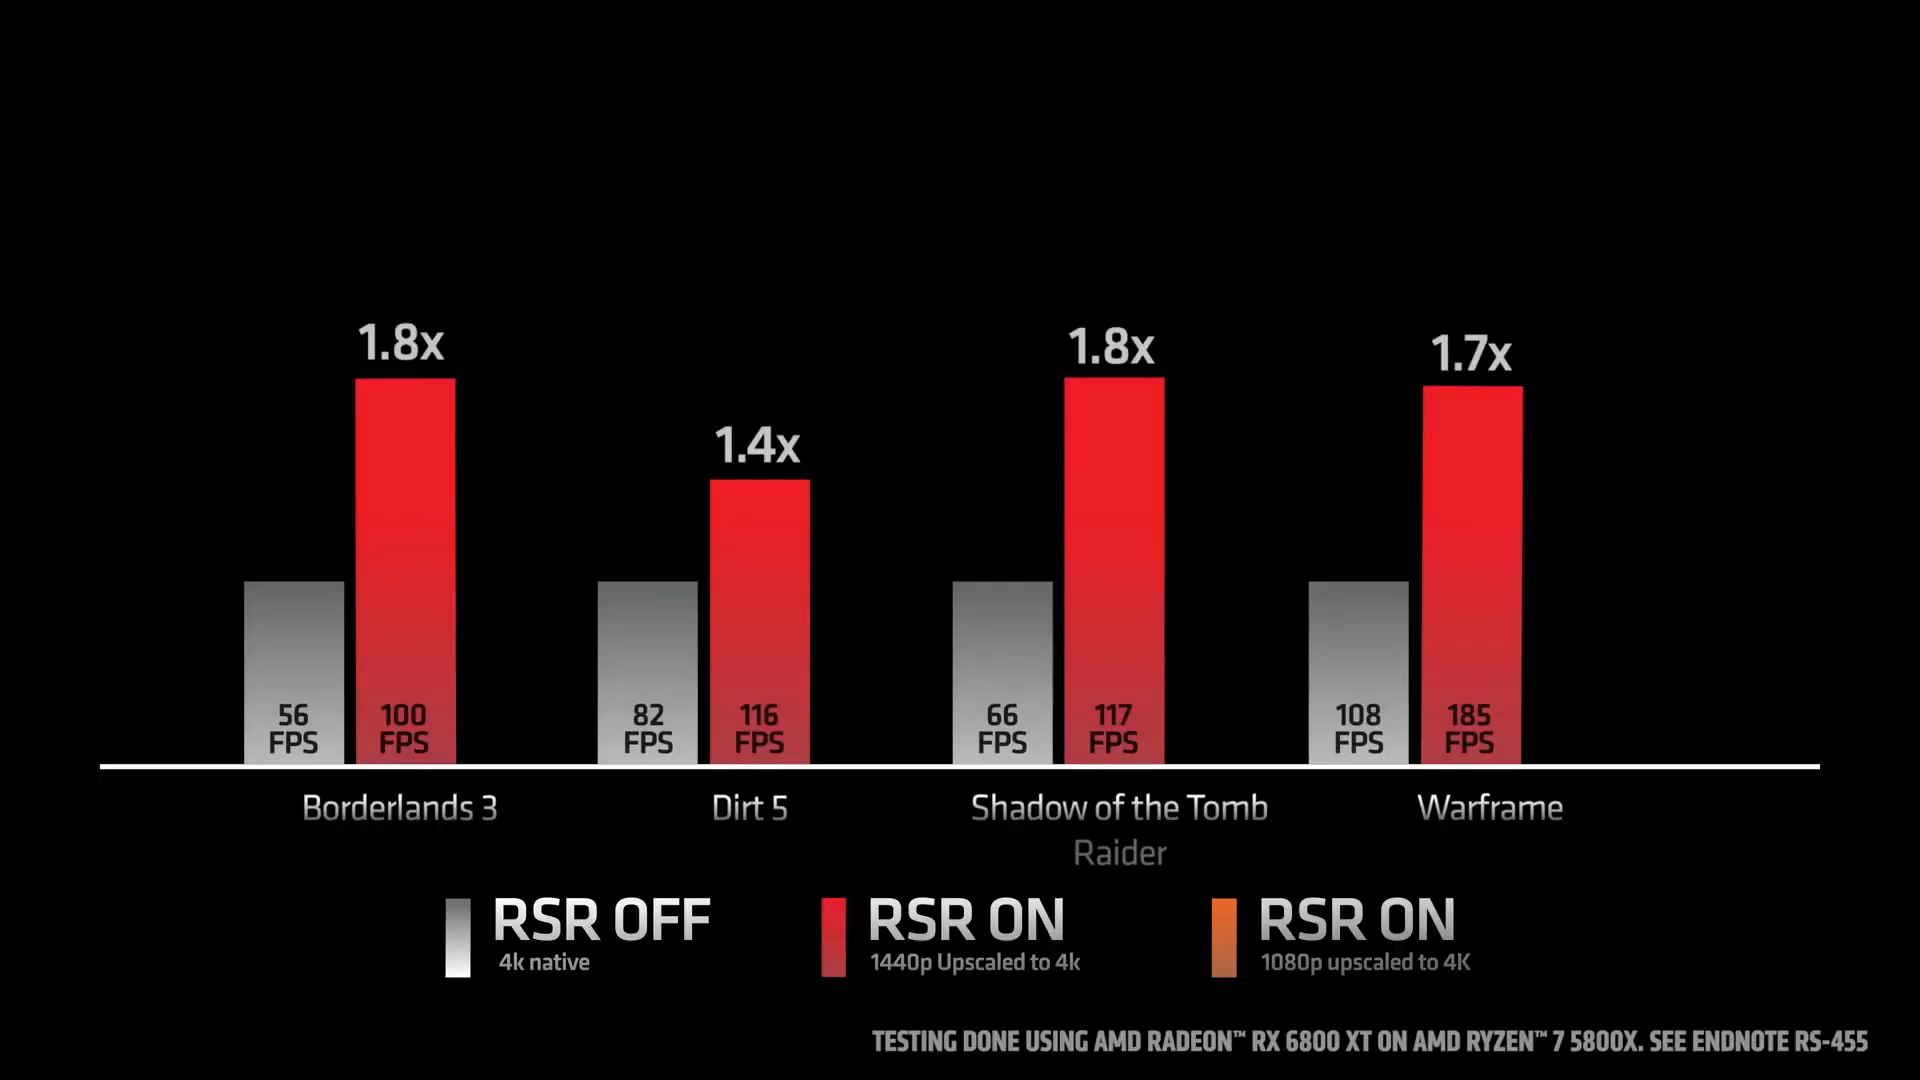 1.8x
1.4x
1.8x
1.7x
56
FPS
100
FPS
82
FPS
116
FPS
66
FPS
117
FPS
108
FPS
185
FPS
Borderlands 3
Dirt 5
Shadow of the Tomb
Raider
Warframe
RSR OFF
4k native
RSR ON
1440p Upscaled to 4k
RSR ON
1080p upscaled to 4K
TESTING DONE USING AMD RADEON™ RX 6800 XT ON AMD RYZEN™ 7 5800X. SEE ENDNOTE RS-455